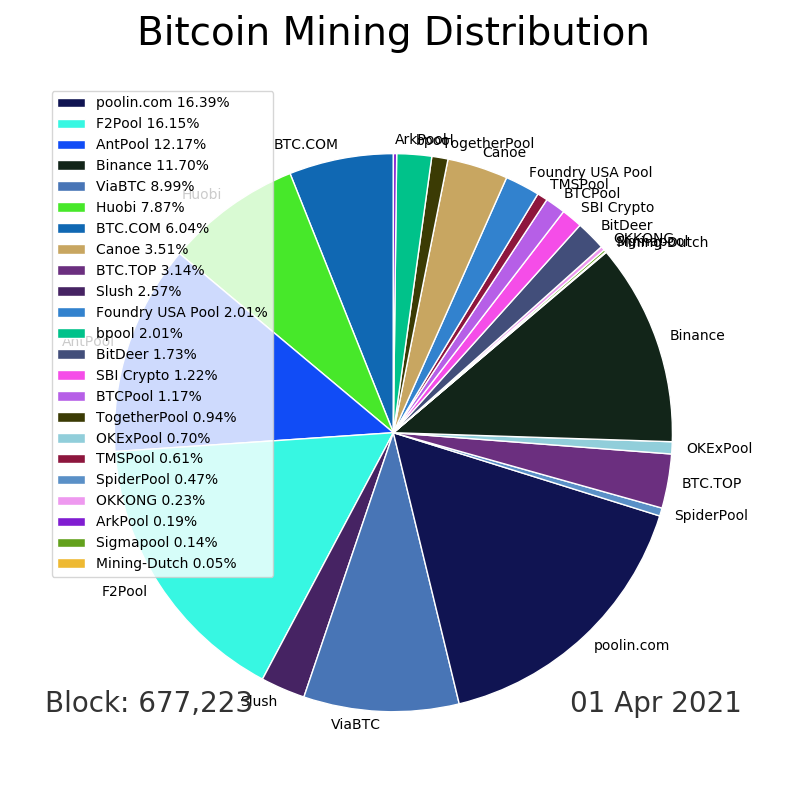 Bitcoin Mining Distribution
poolin.com 16.39%
F2Pool 16.15%
AntPool 12.17%
Binance 11.70%
ViaBTC 8.99%
Huobi 7.87%
BTC.COM 6.04%
Canoe 3.51%
BTC.TOP 3.14%
Slush 2.57%
Foundry USA Pool 2.01%
bpool 2.01%
BitDeer 1.73%
SBI Crypto 1.22%
BTCPool 1.17%
TogetherPool 0.94%
OKExPool 0.70%
TMSPool 0.61%
SpiderPool 0.47%
OKKONG 0.23%
ArkPool 0.19%
Sigmapool 0.14%
Mining-Dutch 0.05%
ArkPool
bpool
TogetherPool
Canoe
Foundry USA Pool
TMSPool
BTCPool
SBI Crypto
BitDeer
OKKONG
Sigmapool
Mining-Dutch
Binance
OKExPool
BTC.TOP
SpiderPool
poolin.com
ViaBTC
Slush
F2Pool
AntPool
Huobi
BTC.COM
Block: 677,223
01 Apr 2021